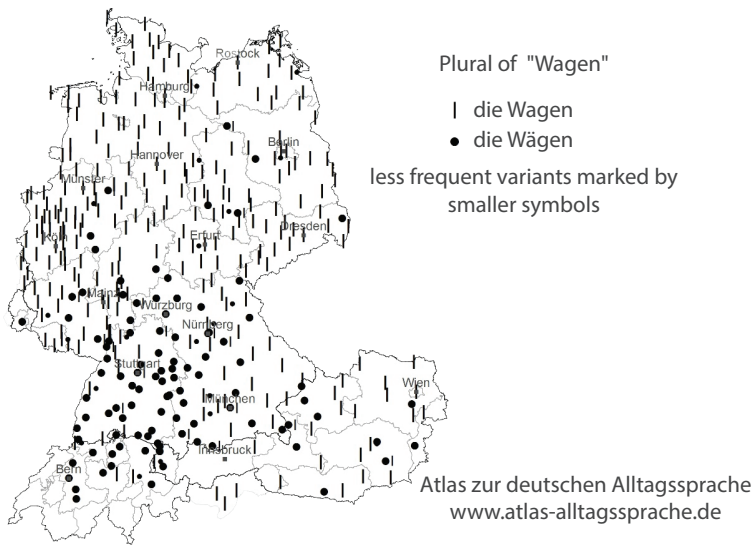 Plural of "Wagen"
die Wagen
die Wägen
less frequent variants marked by
smaller symbols
Rostock
Hamburg
Berlin
Hannover
Münster
Dresden
Köln
Erfurt
Mainz
Würzburg
Nürnberg
Stuttgart
Wien
München
Innsbruck
Bern
Atlas zur deutschen Alltagssprache
www.atlas-alltagssprache.de